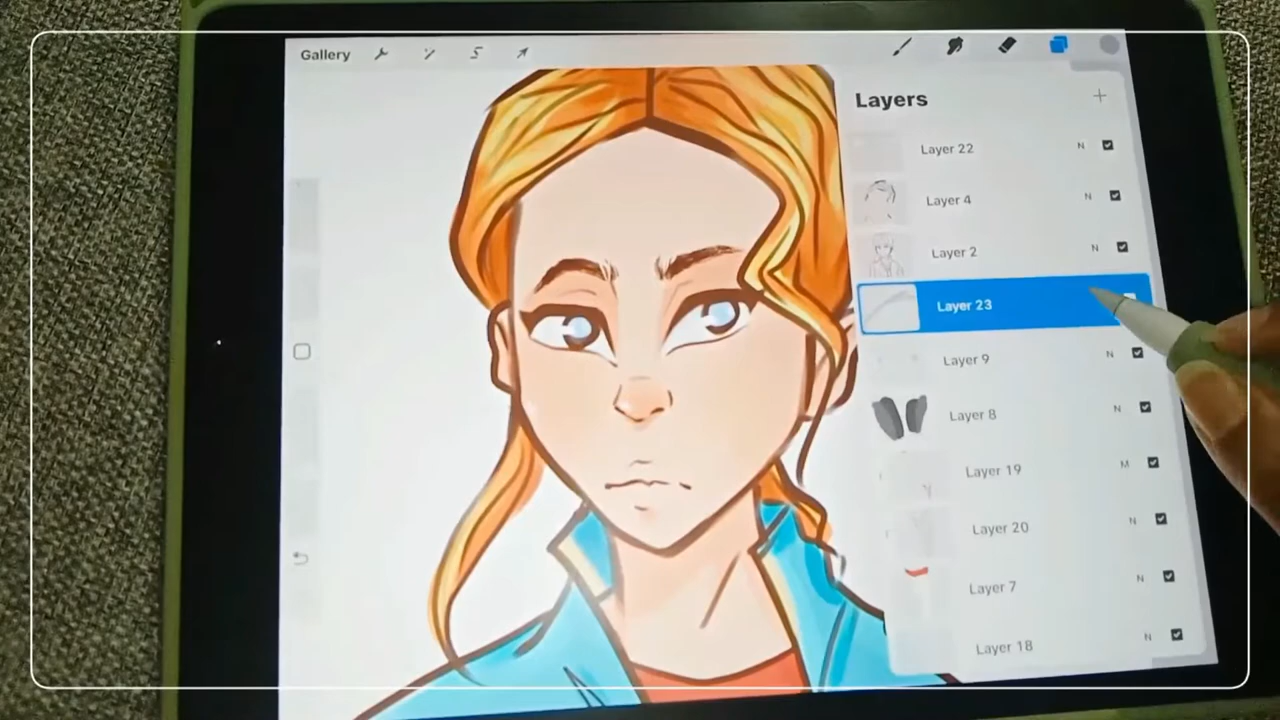 Gallery
Layers
Layer 22 N
Layer 4 N
Layer 2 N
Layer 23
Layer 9 N
Layer 8 N
Layer 19 M
Layer 20 N
Layer 7 N
Layer 18 N